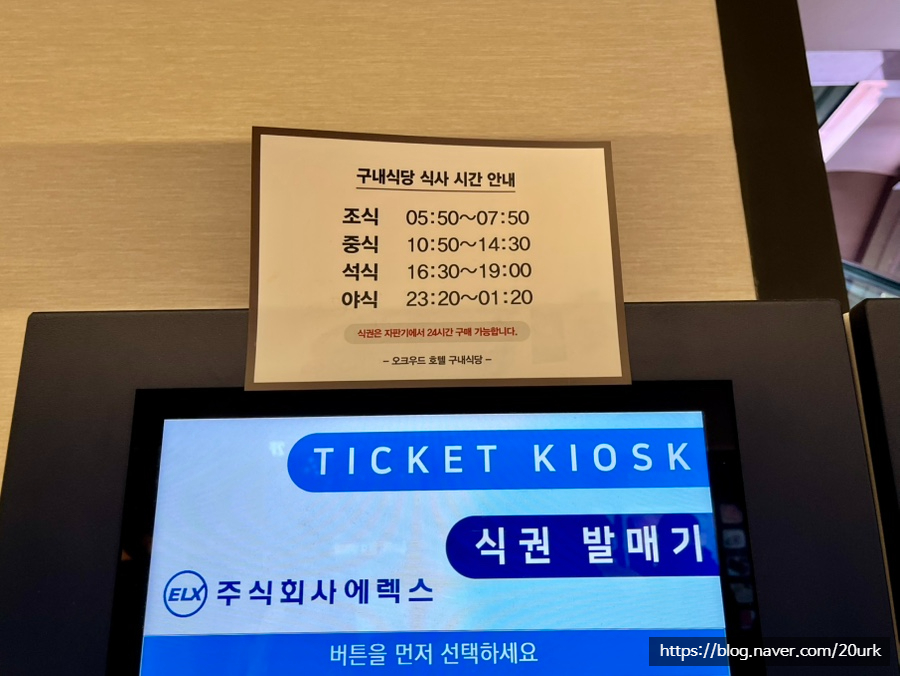 구내식당 식사 시간 안내
조식 05:50~07:50
중식 10:50~14:30
석식 16:30~19:00
야식 23:20~01:20
식권은 자판기에서 24시간 구매 가능합니다.
– 오크우드 호텔 구내식당 –
TICKET KIOSK
식권 발매기
ELX 주식회사에렉스
버튼을 먼저 선택하세요
https://blog.naver.com/20urk